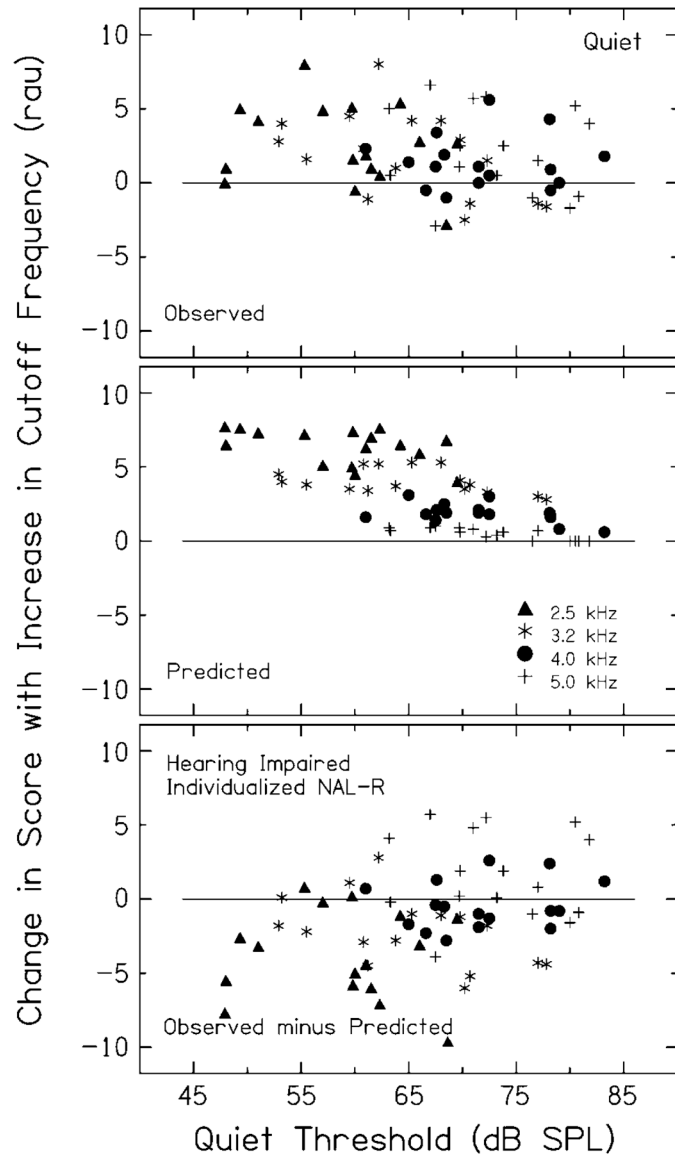 Change in Score with Increase in Cutoff Frequency (rau)
10
5
0
−5
−10
Quiet
Observed
10
5
0
−5
−10
▲ 2.5 kHz
* 3.2 kHz
● 4.0 kHz
+ 5.0 kHz
Predicted
10
5
0
−5
−10
Hearing Impaired
Individualized NAL−R
Observed minus Predicted
45 55 65 75 85
Quiet Threshold (dB SPL)